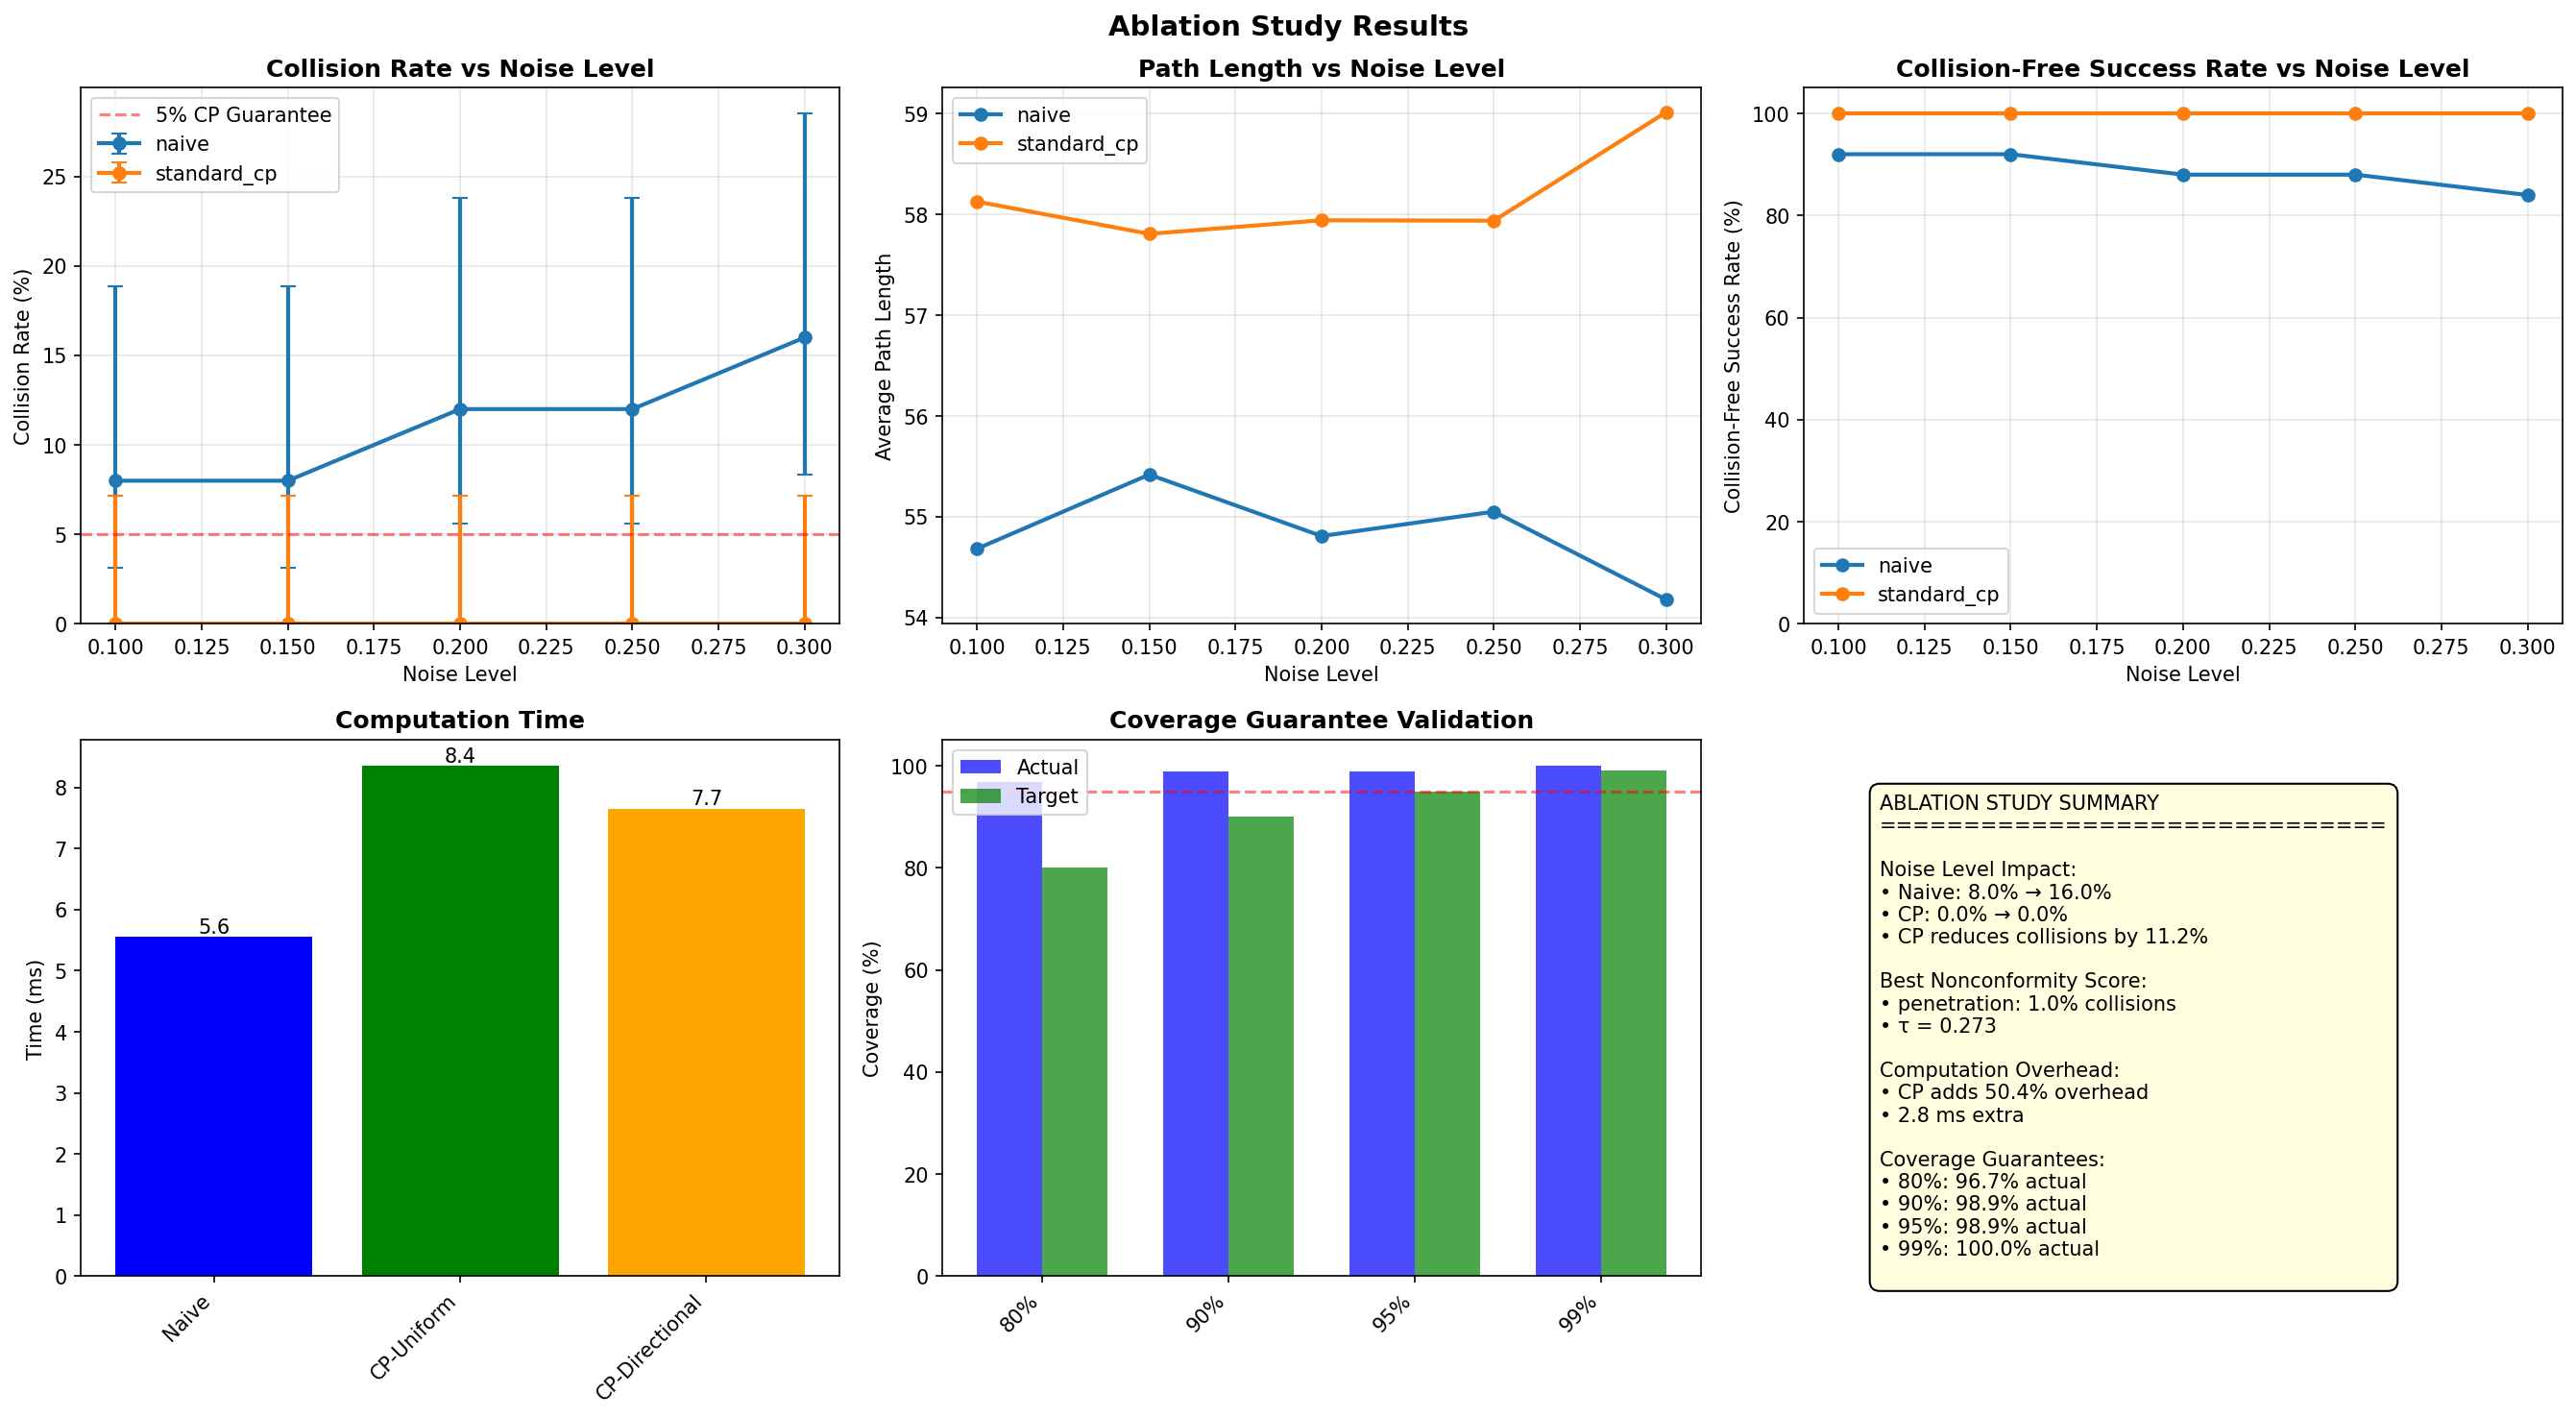 Ablation Study Results
Collision Rate vs Noise Level
5% CP Guarantee
naive
standard_cp
Collision Rate (%)
25
20
15
10
5
0
0.100 0.125 0.150 0.175 0.200 0.225 0.250 0.275 0.300
Noise Level
Path Length vs Noise Level
naive
standard_cp
Average Path Length
59
58
57
56
55
54
0.100 0.125 0.150 0.175 0.200 0.225 0.250 0.275 0.300
Noise Level
Collision-Free Success Rate vs Noise Level
Collision-Free Success Rate (%)
100
80
60
40
20
0
naive
standard_cp
0.100 0.125 0.150 0.175 0.200 0.225 0.250 0.275 0.300
Noise Level
Computation Time
Time (ms)
8
7
6
5
4
3
2
1
0
5.6
8.4
7.7
Naive
CP-Uniform
CP-Directional
Coverage Guarantee Validation
Actual
Target
Coverage (%)
100
80
60
40
20
0
80%
90%
95%
99%
ABLATION STUDY SUMMARY
==============================
Noise Level Impact:
• Naive: 8.0% → 16.0%
• CP: 0.0% → 0.0%
• CP reduces collisions by 11.2%
Best Nonconformity Score:
• penetration: 1.0% collisions
• τ = 0.273
Computation Overhead:
• CP adds 50.4% overhead
• 2.8 ms extra
Coverage Guarantees:
• 80%: 96.7% actual
• 90%: 98.9% actual
• 95%: 98.9% actual
• 99%: 100.0% actual